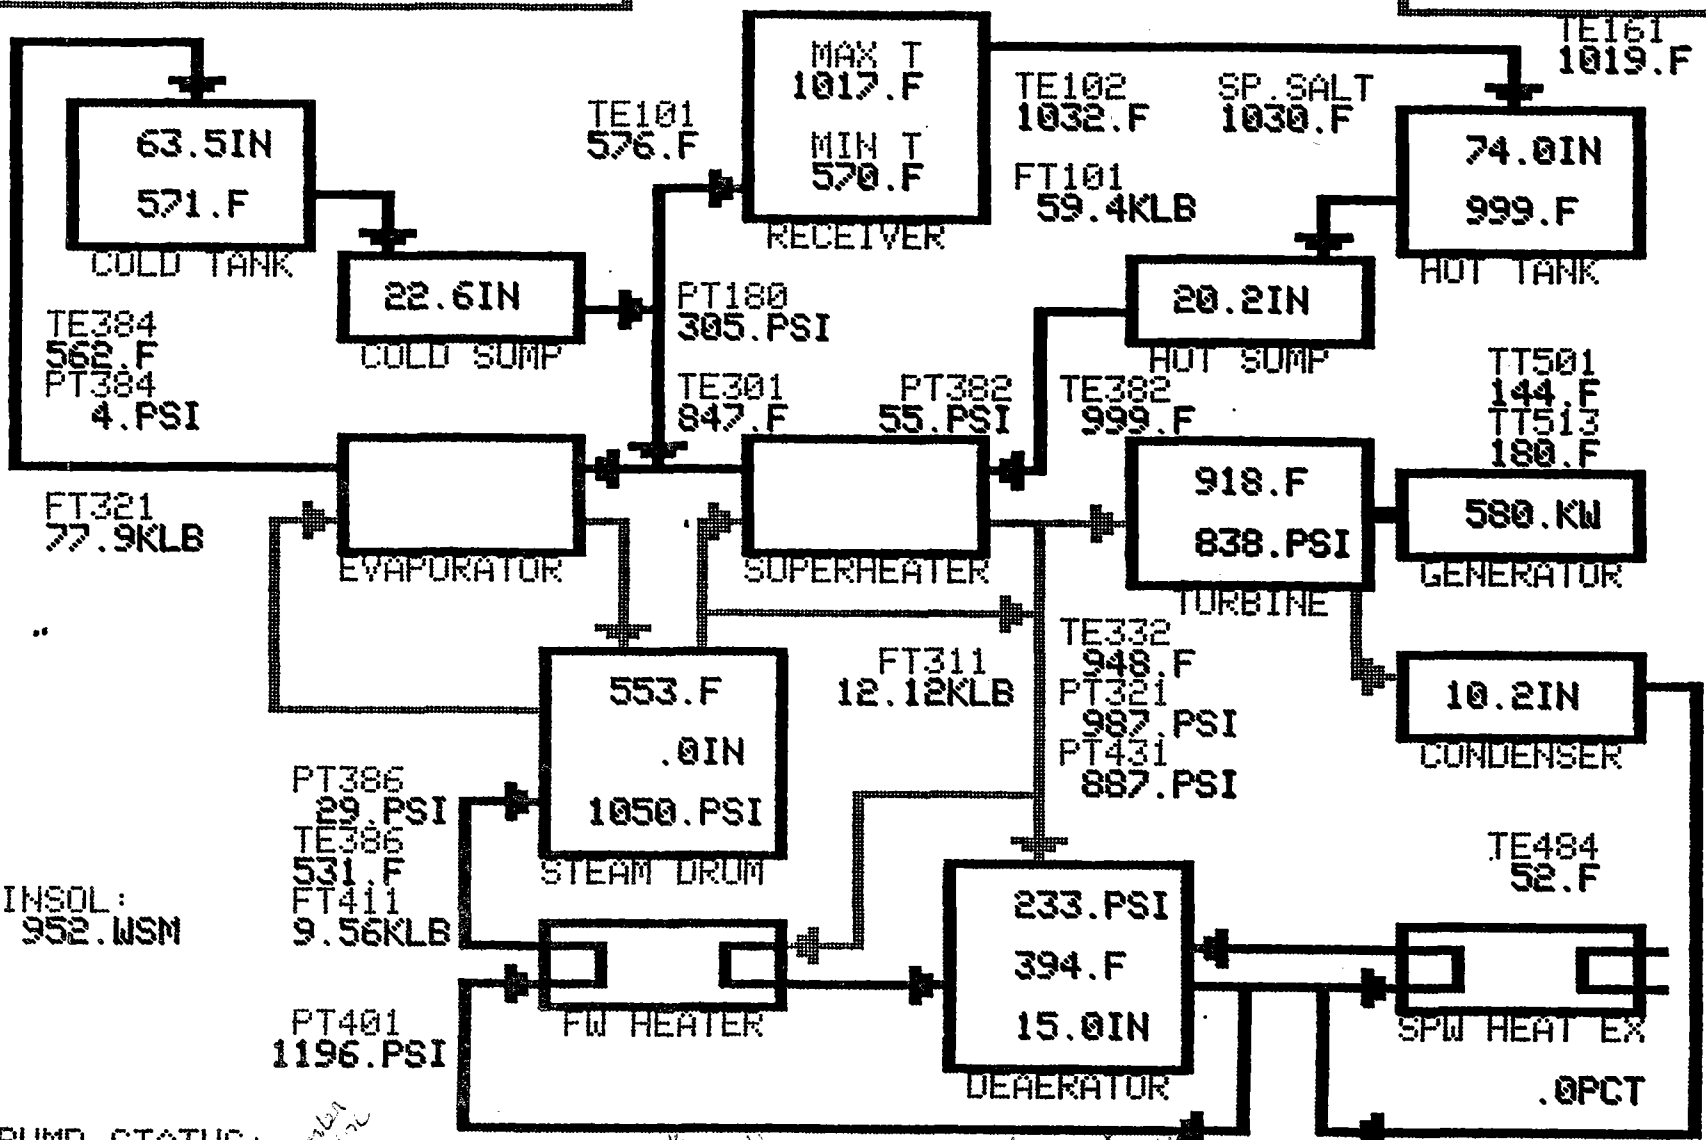 TE161
1019.F
MAX T
1017.F
MIN T
570.F
RECEIVER
TE101
576.F
TE102
1032.F
SP.SALT
1030.F
FT101
59.4KLB
63.5IN
571.F
COLD TANK
74.0IN
999.F
HOT TANK
22.6IN
COLD SUMP
PT180
305.PSI
20.2IN
HOT SUMP
TE384
562.F
PT384
4.PSI
TE301
847.F
PT382
55.PSI
TE382
999.F
TT501
144.F
TT513
180.F
FT321
77.9KLB
EVAPORATOR
SUPERHEATER
918.F
838.PSI
TURBINE
580.KW
GENERATOR
553.F
.0IN
1050.PSI
STEAM DRUM
FT311
12.12KLB
TE332
948.F
PT321
987.PSI
PT431
887.PSI
10.2IN
CONDENSER
PT386
29.PSI
TE386
531.F
FT411
9.56KLB
INSOL:
952.WSM
TE484
52.F
FW HEATER
233.PSI
394.F
15.0IN
DEAERATOR
SPW HEAT EX
PT401
1196.PSI
.0PCT
PUMP STATUS: